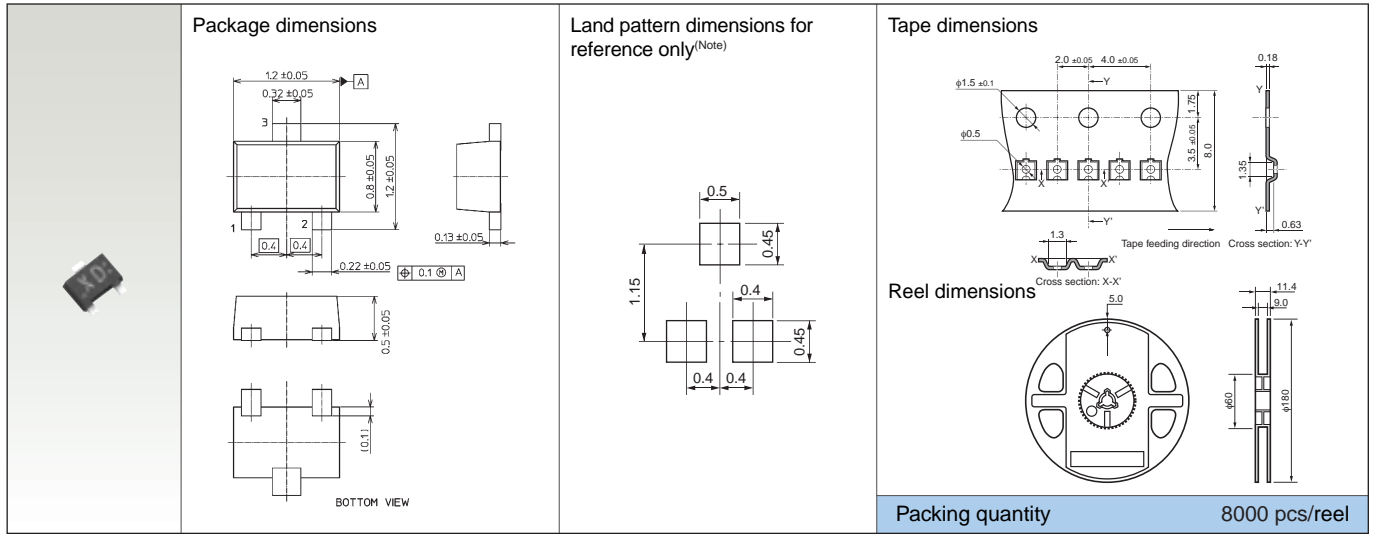 Package dimensions
1.2 ±0.05
A
0.32 ±0.05
3
0.8 ±0.05
1.2 ±0.05
1
2
0.4
0.4
0.13 ±0.05
0.22 ±0.05
⌖ 0.1 Ⓜ A
0.5 ±0.05
(0.1)
BOTTOM VIEW
XD
Land pattern dimensions for
reference only(Note)
0.5
0.45
1.15
0.4
0.45
0.4
0.4
Tape dimensions
2.0 ±0.05
4.0 ±0.05
0.18
Y
Y
φ1.5 ±0.1
1.75
φ0.5
3.5 ±0.05
8.0
1.35
X
X'
Y'
Y'
0.63
Tape feeding direction
Cross section: Y-Y'
1.3
X
X'
Cross section: X-X'
Reel dimensions
5.0
11.4
9.0
φ60
φ180
Packing quantity
8000 pcs/reel